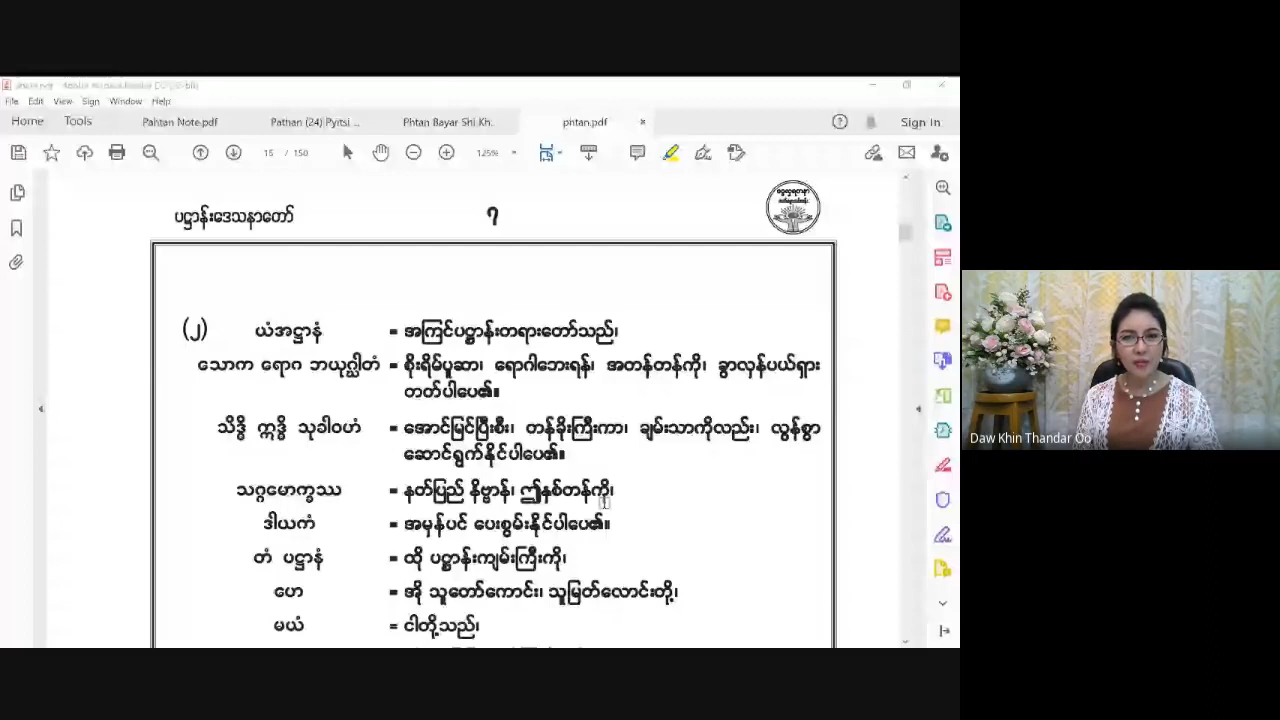 File Edit View Sign Window Help
Home Tools Pahtan Note.pdf Pathan (24) Pyitsi ... Phtan Bayar Shi Kh... phtan.pdf × Sign In
15 / 150 125%
ပဋ္ဌာန်းဒေသနာတော် ၇
(၂) ယံအဋ္ဌာနံ = အကြင်ပဋ္ဌာန်းတရားတော်သည်၊
သောက ရောဂ ဘယုဂ္ဃါတံ = စိုးရိမ်ပူဆာ၊ ရောဂါဘေးရန်၊ အတန်တန်ကို၊ ခွာလှန်ပယ်ရှား
တတ်ပါပေ၏။
သိဒ္ဓိ ဣဒ္ဓိ သုခါဝဟံ = အောင်မြင်ပြီးစီး၊ တန်ခိုးကြီးကာ၊ ချမ်းသာကိုလည်း၊ လွန်စွာ
ဆောင်ရွက်နိုင်ပါပေ၏။
သဂ္ဂမောက္ခဿ = နတ်ပြည် နိဗ္ဗာန်၊ ဤနှစ်တန်ကို၊
ဒါယကံ = အမှန်ပင် ပေးစွမ်းနိုင်ပါပေ၏။
တံ ပဋ္ဌာနံ = ထို ပဋ္ဌာန်းကျမ်းကြီးကို၊
ဟေ = အို သူတော်ကောင်း၊ သူမြတ်လောင်းတို့၊
မယံ = ငါတို့သည်၊
Daw Khin Thandar Oo